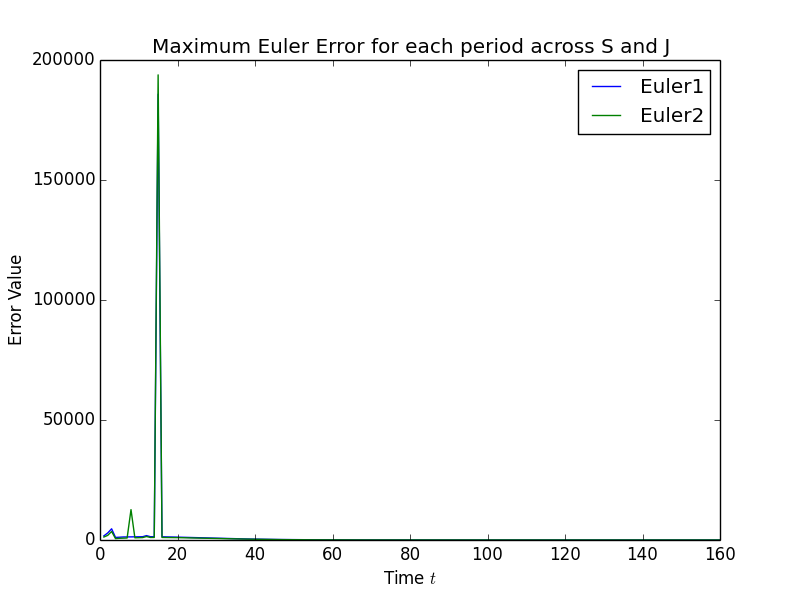 Maximum Euler Error for each period across S and J
200000
150000
100000
50000
0
Error Value
Euler1
Euler2
0 20 40 60 80 100 120 140 160
Time t